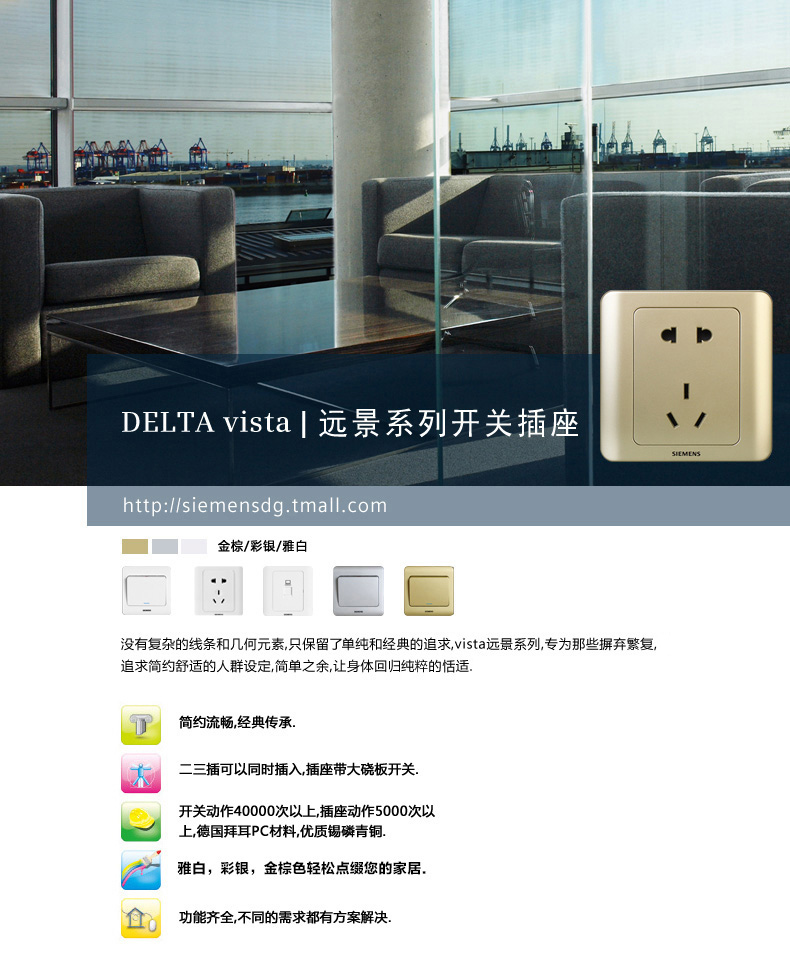 SIEMENS
DELTA vista | 远景系列开关插座
http://siemensdg.tmall.com
金棕/彩银/雅白
没有复杂的线条和几何元素,只保留了单纯和经典的追求,vista远景系列,专为那些摒弃繁复,
追求简约舒适的人群设定,简单之余,让身体回归纯粹的恬适.
简约流畅,经典传承.
二三插可以同时插入,插座带大硗板开关.
开关动作40000次以上,插座动作5000次以
上,德国拜耳PC材料,优质锡磷青铜.
雅白，彩银，金棕色轻松点缀您的家居.
功能齐全,不同的需求都有方案解决.